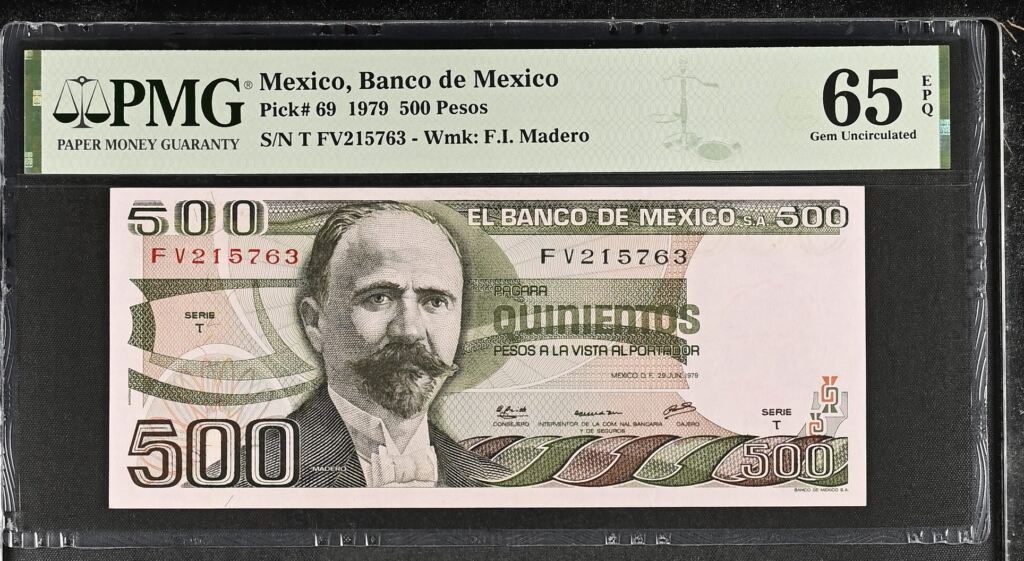 PMG®
PAPER MONEY GUARANTY
Mexico, Banco de Mexico
Pick# 69 1979 500 Pesos
S/N T FV215763 - Wmk: F.I. Madero
65
EPQ
Gem Uncirculated
500
EL BANCO DE MEXICO S.A. 500
FV215763
FV215763
PAGARA
QUINIENTOS
PESOS A LA VISTA AL PORTADOR
SERIE
T
MEXICO D. F. 29 JUN. 1979
CONSEJERO
INTERVENTOR DE LA COM. NAL BANCARIA
Y DE SEGUROS
CAJERO
SERIE
T
500
MADERO
500
BANCO DE MEXICO S.A.